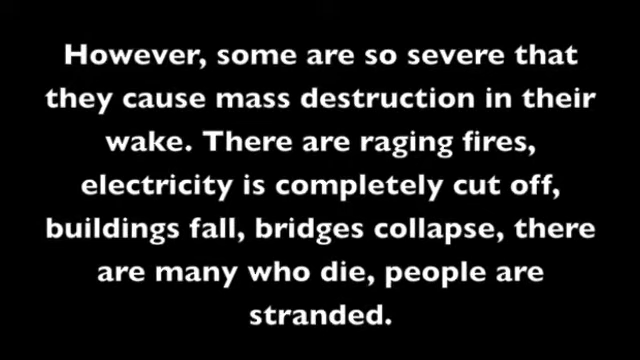 However, some are so severe that
they cause mass destruction in their
wake. There are raging fires,
electricity is completely cut off,
buildings fall, bridges collapse, there
are many who die, people are
stranded.